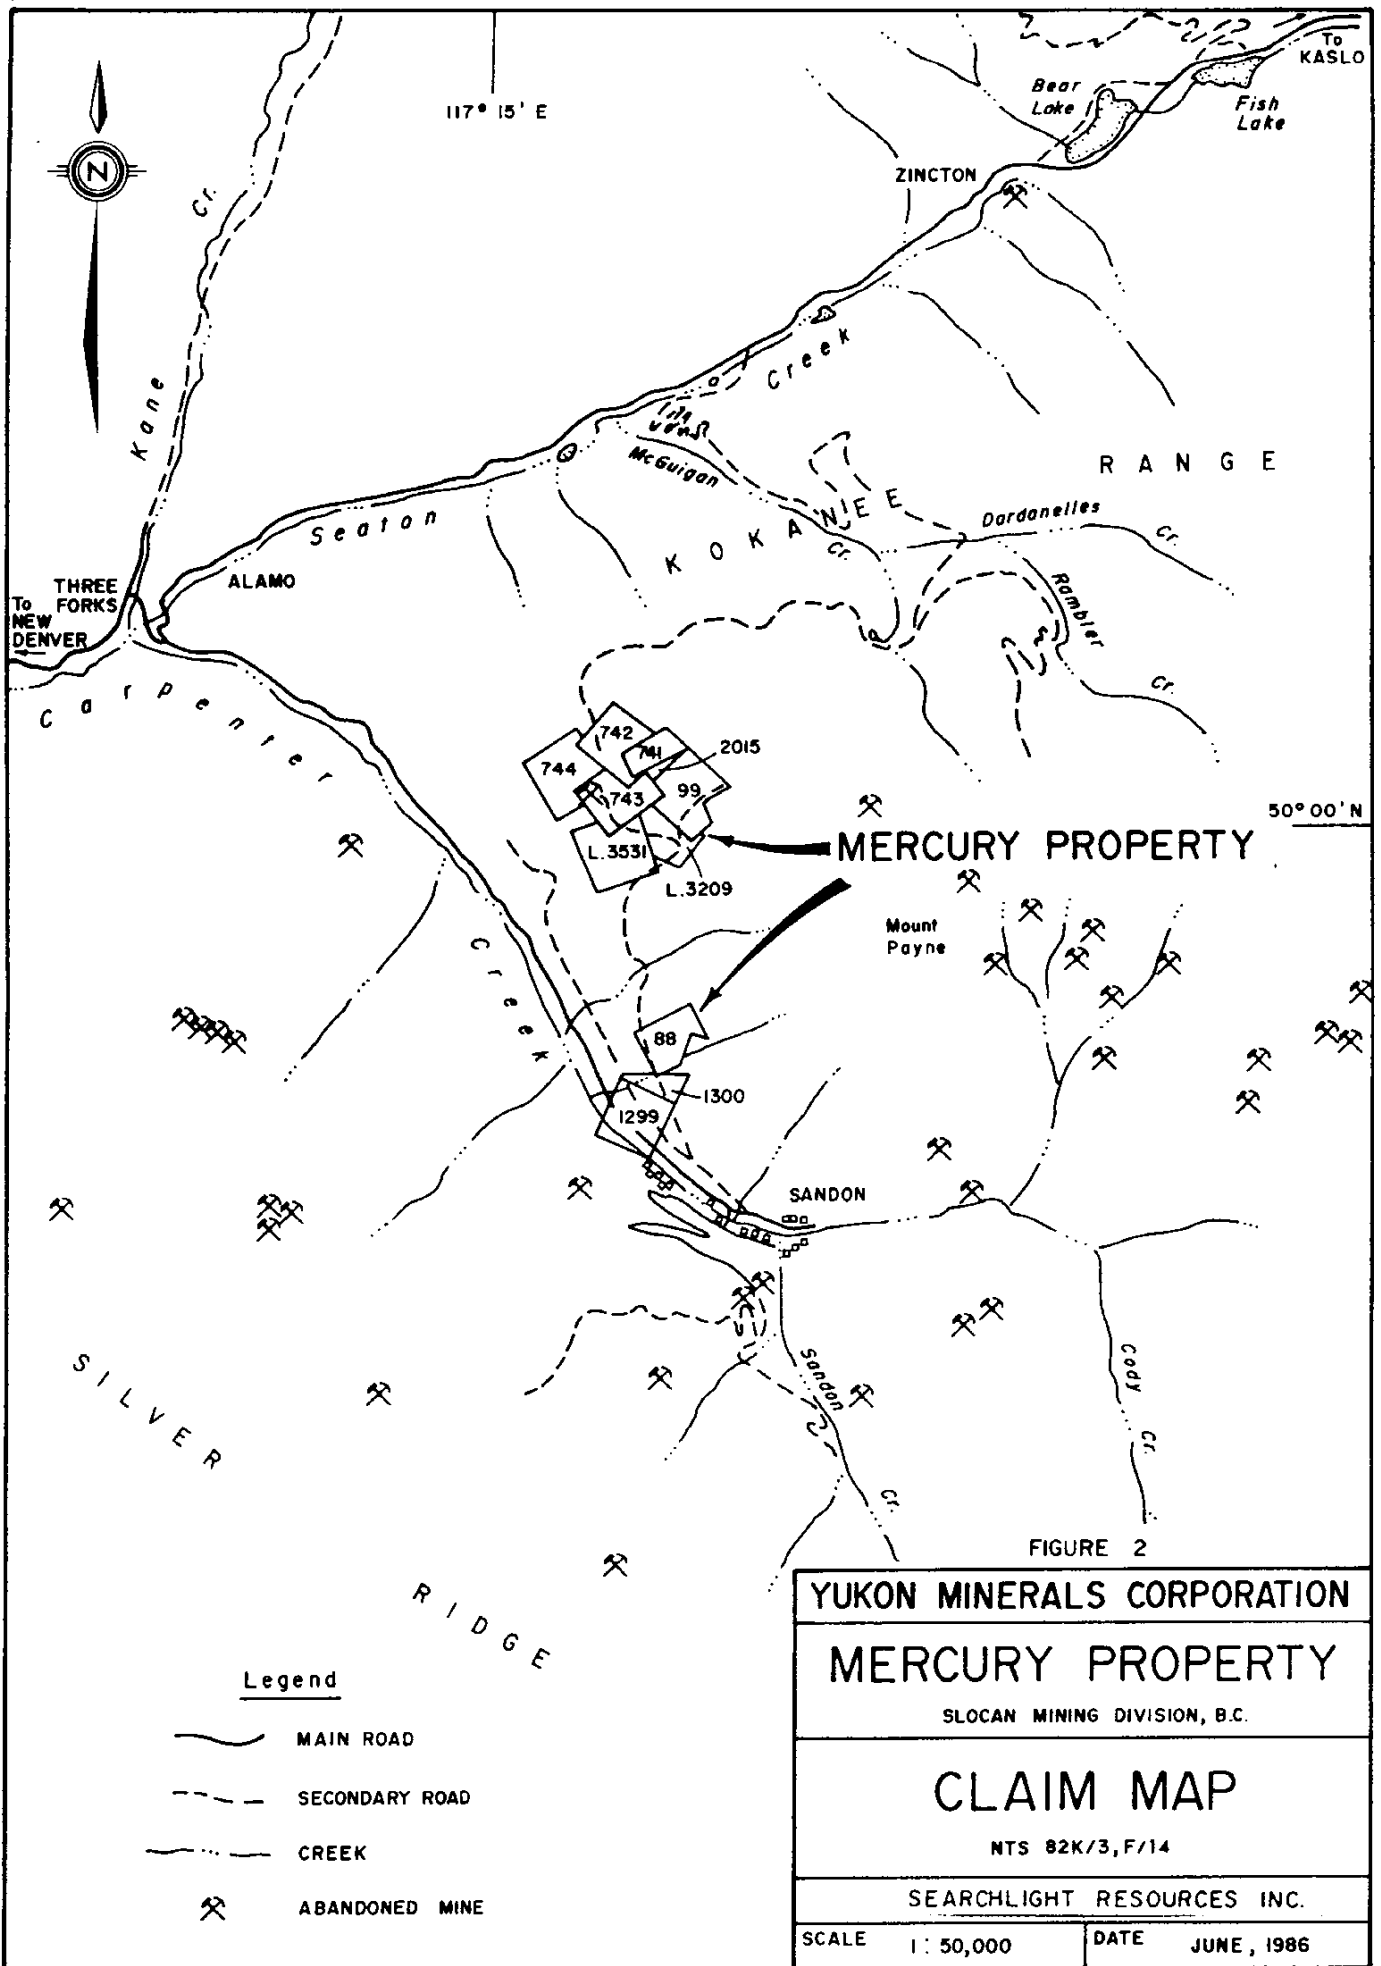 To
KASLO
Bear
Lake
Fish
Lake
117° 15' E
N
ZINCTON
Kane
Cr.
Creek
McGuigan
Cr.
RANGE
KOKANEE
Seaton
Dardanelles
Cr.
Rambler
Cr.
ALAMO
THREE
FORKS
To
NEW
DENVER
Carpenter
Creek
742
741
2015
744
743
99
50° 00' N
MERCURY PROPERTY
L.3531
L.3209
Mount
Payne
88
1300
1299
SANDON
Sandon
Cr.
Cody
Cr.
SILVER
RIDGE
FIGURE 2
YUKON MINERALS CORPORATION
MERCURY PROPERTY
SLOCAN MINING DIVISION, B.C.
CLAIM MAP
NTS 82K/3, F/14
SEARCHLIGHT RESOURCES INC.
SCALE 1 : 50,000
DATE JUNE, 1986
Legend
MAIN ROAD
SECONDARY ROAD
CREEK
ABANDONED MINE